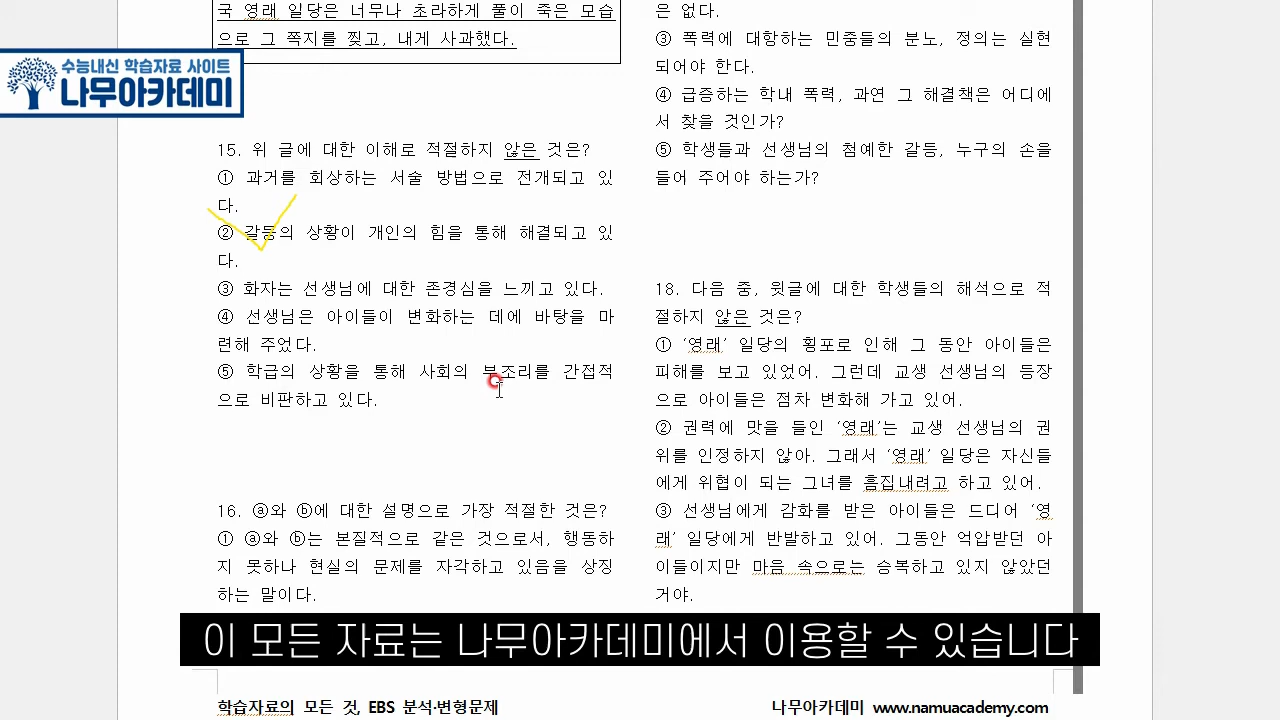 국 영래 일당은 너무나 초라하게 풀이 죽은 모습
으로 그 쪽지를 찢고, 내게 사과했다.
수능내신 학습자료 사이트
나무아카데미
15. 위 글에 대한 이해로 적절하지 않은 것은?
① 과거를 회상하는 서술 방법으로 전개되고 있
다.
② 갈등의 상황이 개인의 힘을 통해 해결되고 있
다.
③ 화자는 선생님에 대한 존경심을 느끼고 있다.
④ 선생님은 아이들이 변화하는 데에 바탕을 마
련해 주었다.
⑤ 학급의 상황을 통해 사회의 부조리를 간접적
으로 비판하고 있다.
16. ⓐ와 ⓑ에 대한 설명으로 가장 적절한 것은?
① ⓐ와 ⓑ는 본질적으로 같은 것으로서, 행동하
지 못하나 현실의 문제를 자각하고 있음을 상징
하는 말이다.
은 없다.
③ 폭력에 대항하는 민중들의 분노, 정의는 실현
되어야 한다.
④ 급증하는 학내 폭력, 과연 그 해결책은 어디에
서 찾을 것인가?
⑤ 학생들과 선생님의 첨예한 갈등, 누구의 손을
들어 주어야 하는가?
18. 다음 중, 윗글에 대한 학생들의 해석으로 적
절하지 않은 것은?
① ‘영래’ 일당의 횡포로 인해 그 동안 아이들은
피해를 보고 있었어. 그런데 교생 선생님의 등장
으로 아이들은 점차 변화해 가고 있어.
② 권력에 맛을 들인 ‘영래’는 교생 선생님의 권
위를 인정하지 않아. 그래서 ‘영래’ 일당은 자신들
에게 위협이 되는 그녀를 흠집내려고 하고 있어.
③ 선생님에게 감화를 받은 아이들은 드디어 ‘영
래’ 일당에게 반발하고 있어. 그동안 억압받던 아
이들이지만 마음 속으로는 승복하고 있지 않았던
거야.
이 모든 자료는 나무아카데미에서 이용할 수 있습니다
학습자료의 모든 것, EBS 분석·변형문제
나무아카데미 www.namuacademy.com